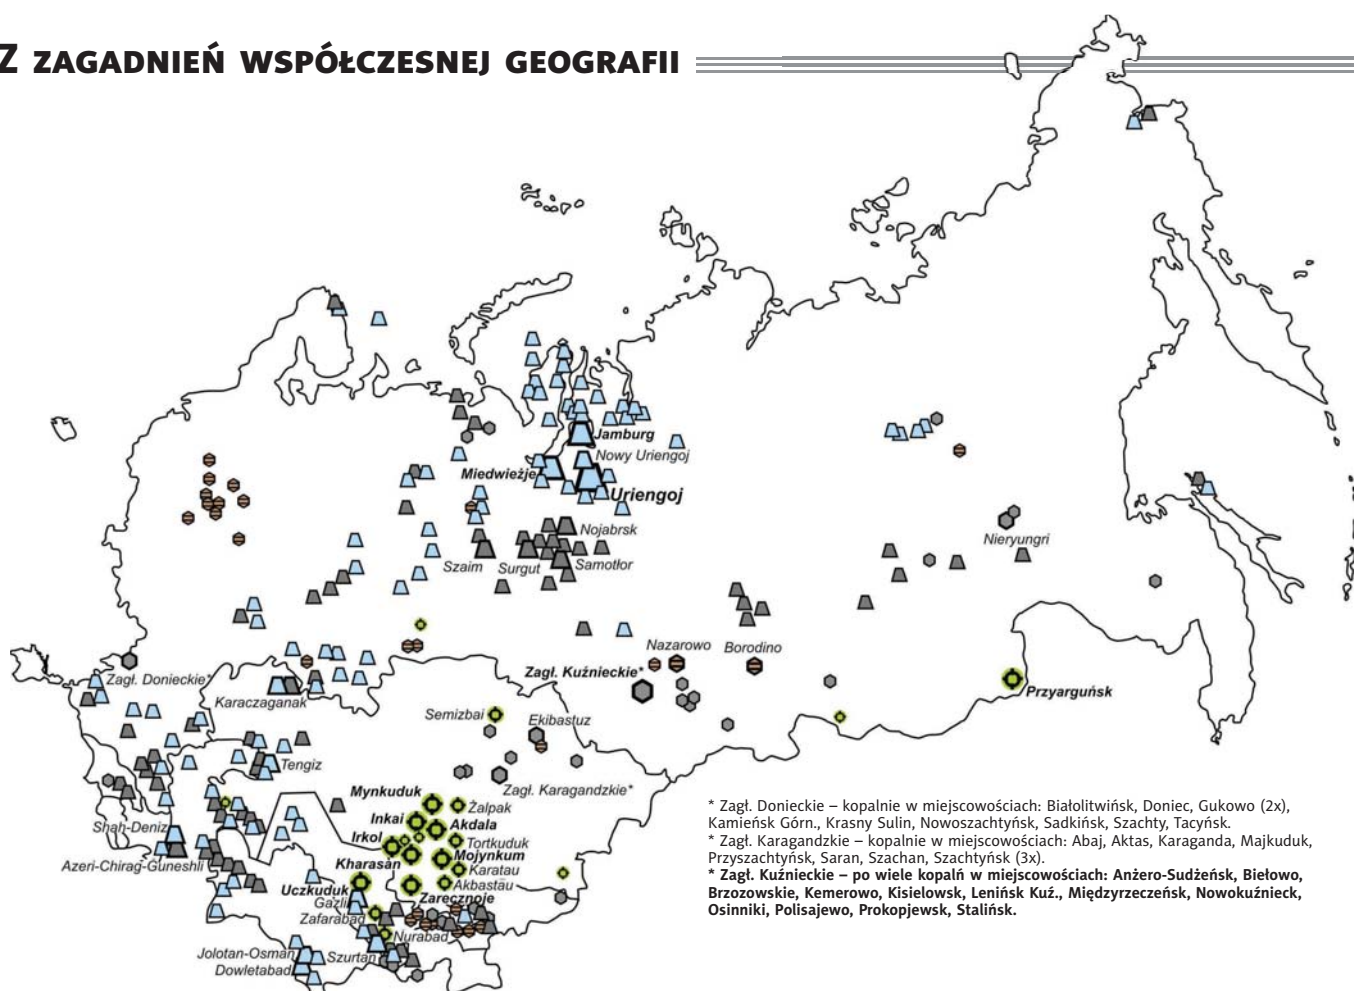 Z ZAGADNIEŃ WSPÓŁCZESNEJ GEOGRAFII
Jamburg
Nowy Uriengoj
Miedwieżje
Uriengoj
Nojabrsk
Szaim
Surgut
Samotłor
Nieryungri
Nazarowo
Borodino
Zagł. Kuźnieckie*
Zagł. Donieckie*
Karaczaganak
Przyarguńsk
Semizbai
Ekibastuz
Tengiz
Zagł. Karagandzkie*
Mynkuduk
Żalpak
Inkai
Akdala
Shah-Deniz
Irkol
Tortkuduk
Mojynkum
Azeri-Chirag-Guneshli
Kharasan
Karatau
Uczkuduk
Akbastau
Gazli
Zarecznoje
Zafarabad
Nurabad
Jolotan-Osman
Szurtan
Dowletabad
* Zagł. Donieckie – kopalnie w miejscowościach: Białolitwińsk, Doniec, Gukowo (2x),
Kamieńsk Górn., Krasny Sulin, Nowoszachtyńsk, Sadkińsk, Szachty, Tacyńsk.
* Zagł. Karagandzkie – kopalnie w miejscowościach: Abaj, Aktas, Karaganda, Majkuduk,
Przyszachtyńsk, Saran, Szachan, Szachtyńsk (3x).
* Zagł. Kuźnieckie – po wiele kopalń w miejscowościach: Anżero-Sudżeńsk, Biełowo,
Brzozowskie, Kemerowo, Kisielowsk, Lenińsk Kuź., Międzyrzeczeńsk, Nowokuźnieck,
Osinniki, Polisajewo, Prokopjewsk, Stalińsk.